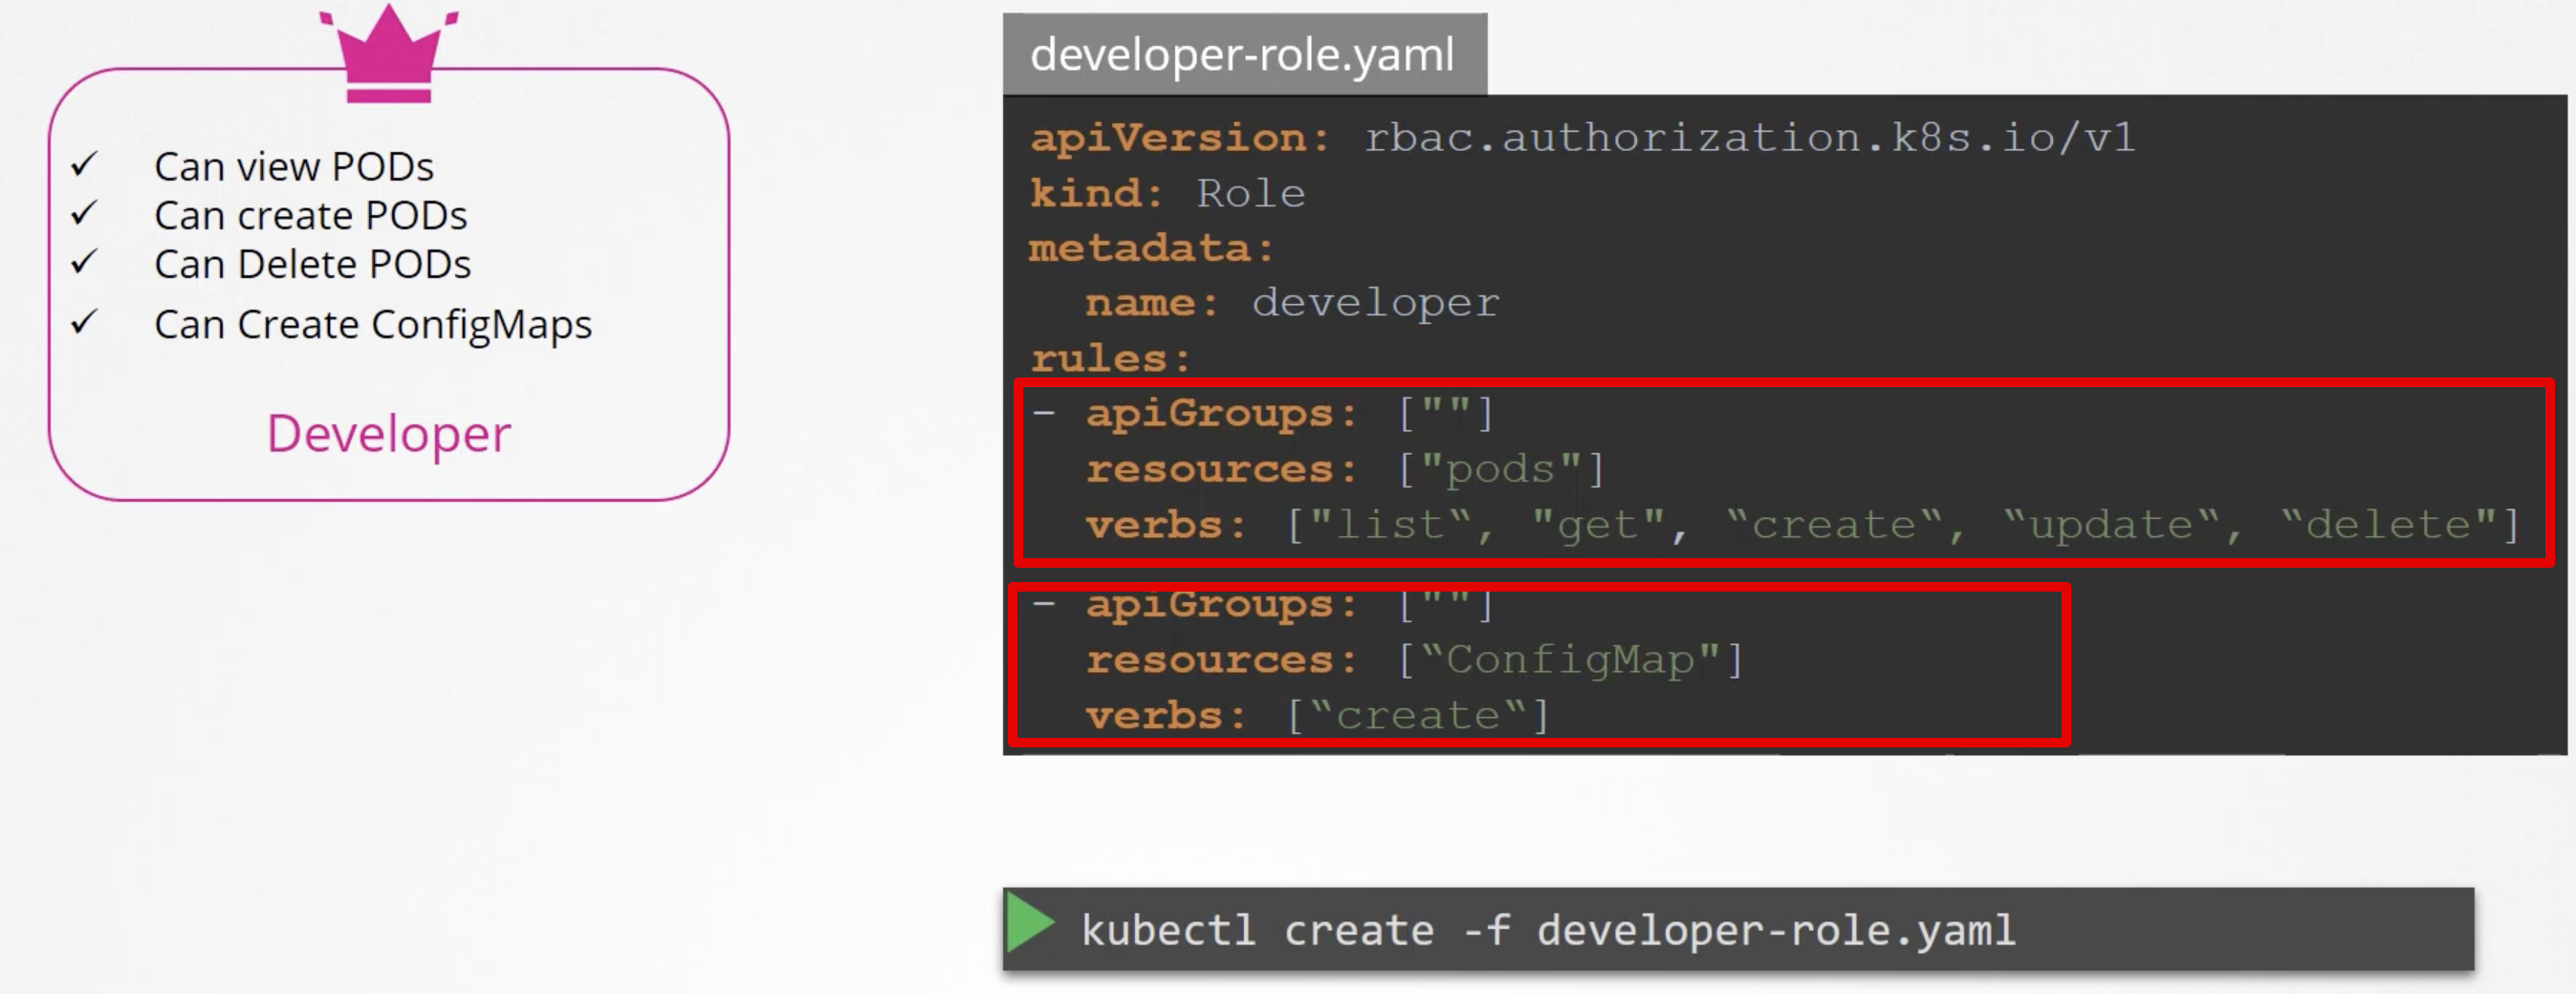 ✓ Can view PODs
✓ Can create PODs
✓ Can Delete PODs
✓ Can Create ConfigMaps
Developer
developer-role.yaml
apiVersion: rbac.authorization.k8s.io/v1
kind: Role
metadata:
  name: developer
rules:
- apiGroups: [""]
  resources: ["pods"]
  verbs: ["list“, "get", “create“, “update“, “delete"]
- apiGroups: [""]
  resources: [“ConfigMap"]
  verbs: [“create“]
kubectl create -f developer-role.yaml